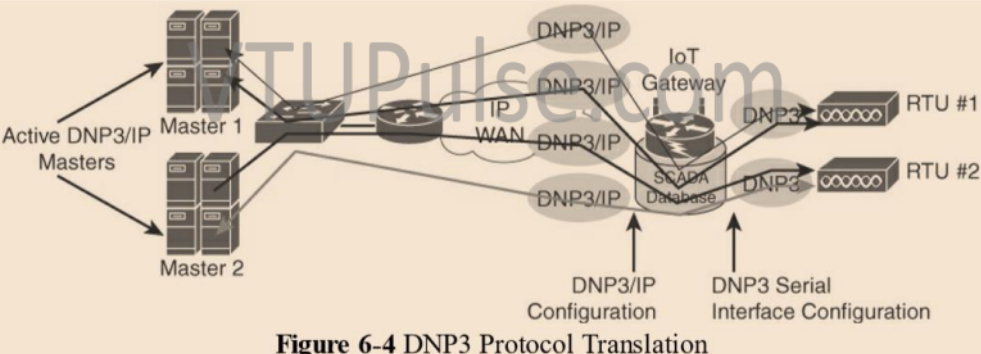 VTUPulse.com
DNP3/IP
IoT
Gateway
DNP3/IP
DNP3
RTU #1
Master 1
IP
WAN
Active DNP3/IP
Masters
DNP3/IP
SCADA
Database
DNP3
RTU #2
DNP3/IP
Master 2
DNP3/IP
Configuration
DNP3 Serial
Interface Configuration
Figure 6-4 DNP3 Protocol Translation